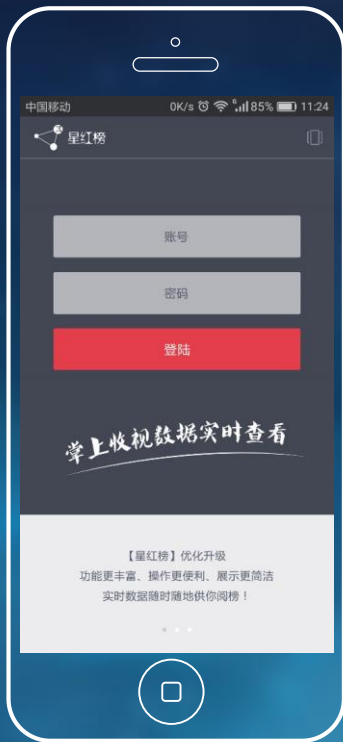 中国移动 0K/s 85% 11:24
星红榜
账号
密码
登陆
掌上收视数据实时查看
【星红榜】优化升级
功能更丰富、操作更便利、展示更简洁
实时数据随时随地供你阅榜！